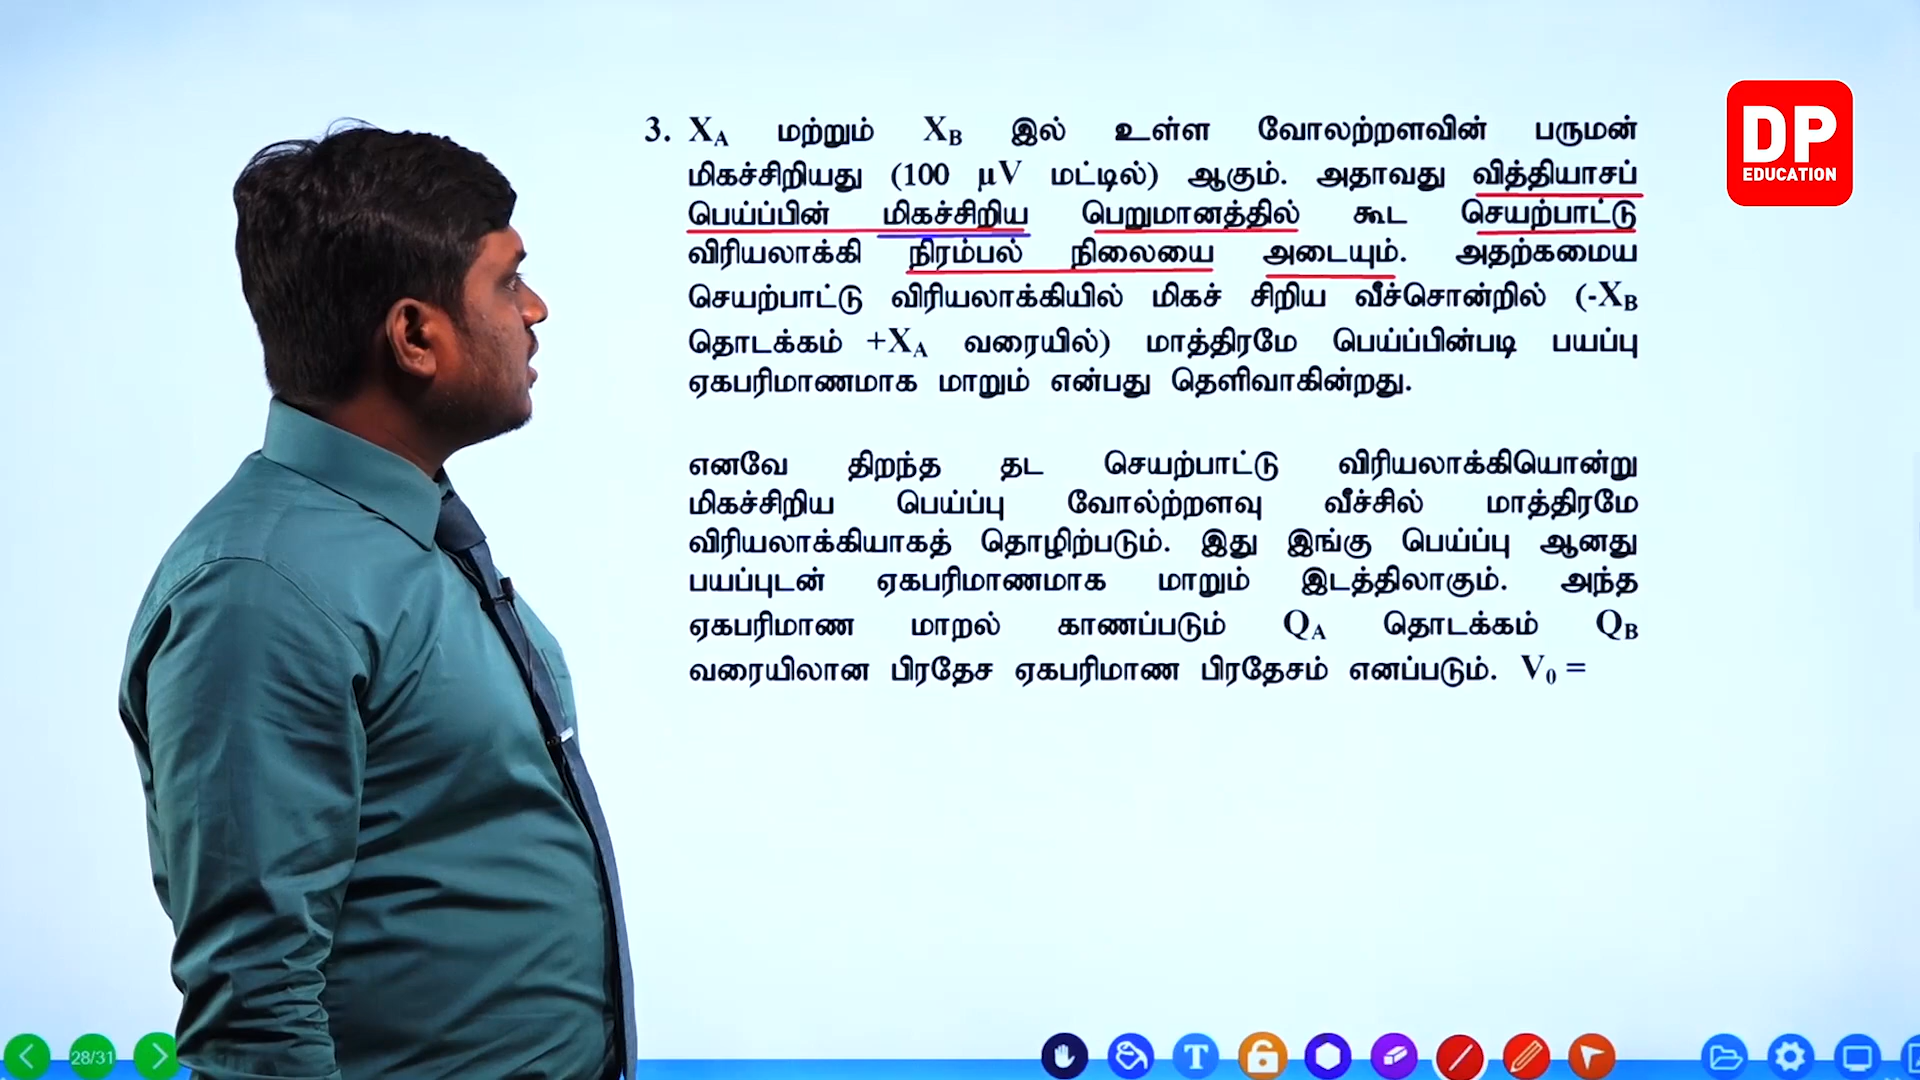 DP
EDUCATION
3. XA மற்றும் XB இல் உள்ள வோலற்றளவின் பருமன்
மிகச்சிறியது (100 µV மட்டில்) ஆகும். அதாவது வித்தியாசப்
பெய்ப்பின் மிகச்சிறிய பெறுமானத்தில் கூட செயற்பாட்டு
விரியலாக்கி நிரம்பல் நிலையை அடையும். அதற்கமைய
செயற்பாட்டு விரியலாக்கியில் மிகச் சிறிய வீச்சொன்றில் (-XB
தொடக்கம் +XA வரையில்) மாத்திரமே பெய்ப்பின்படி பயப்பு
ஏகபரிமாணமாக மாறும் என்பது தெளிவாகின்றது.
எனவே திறந்த தட செயற்பாட்டு விரியலாக்கியொன்று
மிகச்சிறிய பெய்ப்பு வோல்ற்றளவு வீச்சில் மாத்திரமே
விரியலாக்கியாகத் தொழிற்படும். இது இங்கு பெய்ப்பு ஆனது
பயப்புடன் ஏகபரிமாணமாக மாறும் இடத்திலாகும். அந்த
ஏகபரிமாண மாறல் காணப்படும் QA தொடக்கம் QB
வரையிலான பிரதேச ஏகபரிமாண பிரதேசம் எனப்படும். V₀ =
28/31
T